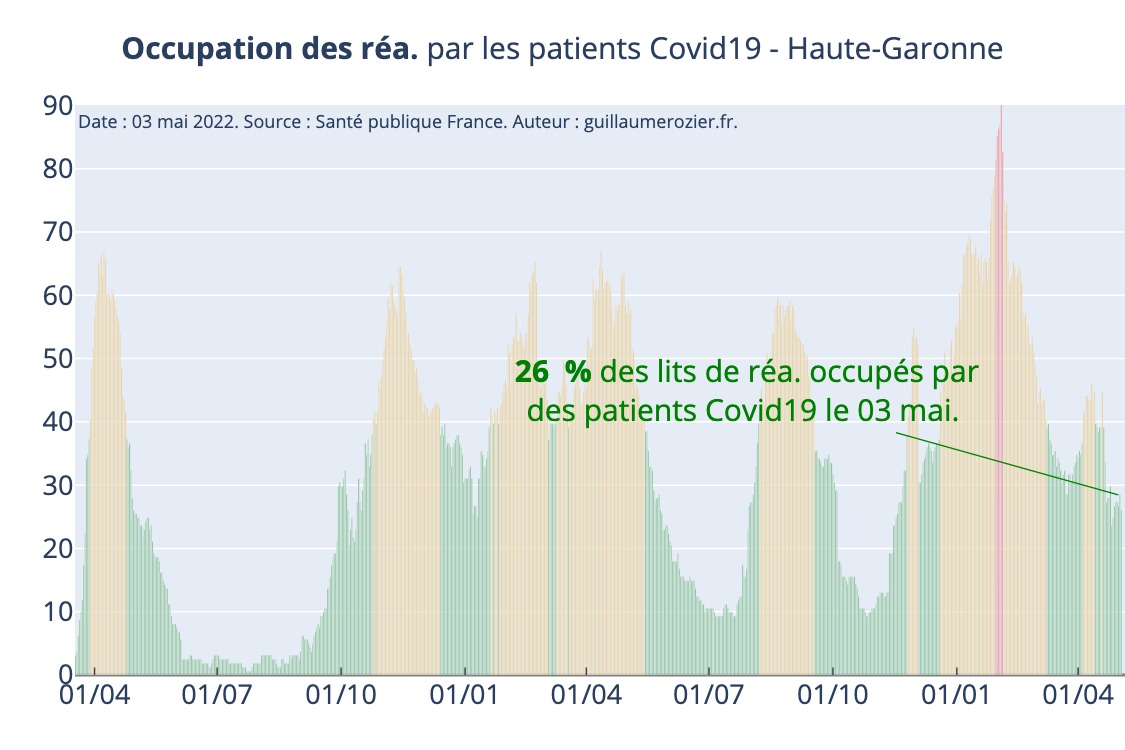 Occupation des réa. par les patients Covid19 - Haute-Garonne
90
Date : 03 mai 2022. Source : Santé publique France. Auteur : guillaumerozier.fr.
80
70
60
50
26 % des lits de réa. occupés par
des patients Covid19 le 03 mai.
40
30
20
10
0
01/04 01/07 01/10 01/01 01/04 01/07 01/10 01/01 01/04